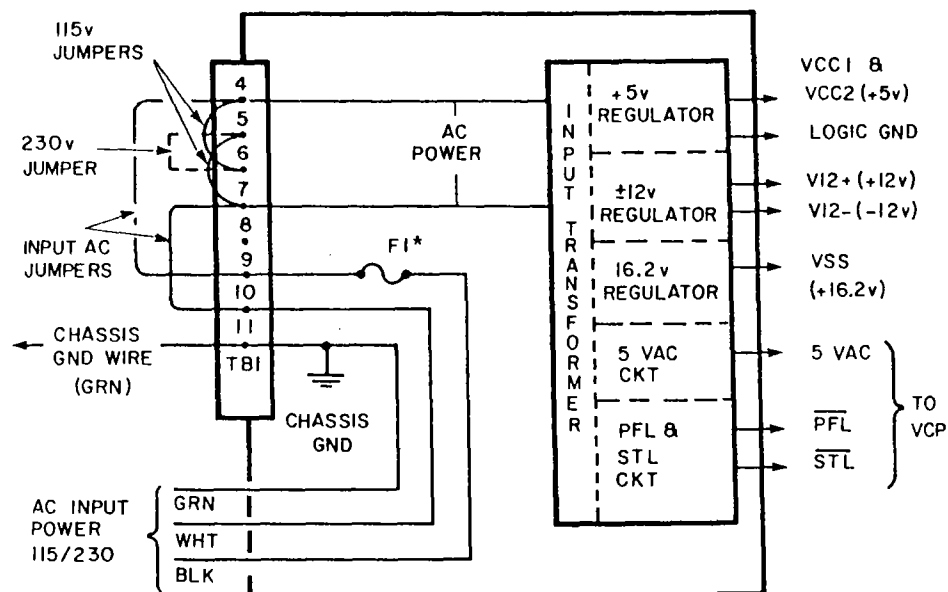 115v
JUMPERS
230v
JUMPER
INPUT AC
JUMPERS
CHASSIS
GND WIRE
(GRN)
4
5
6
7
8
9
10
11
TB1
AC
POWER
F1*
CHASSIS
GND
AC INPUT
POWER
115/230
GRN
WHT
BLK
INPUT TRANSFORMER
+5v
REGULATOR
±12v
REGULATOR
16.2v
REGULATOR
5 VAC
CKT
PFL &
STL
CKT
VCC1 &
VCC2 (+5v)
LOGIC GND
V12+ (+12v)
V12- (-12v)
VSS
(+16.2v)
5 VAC
PFL
STL
TO
VCP